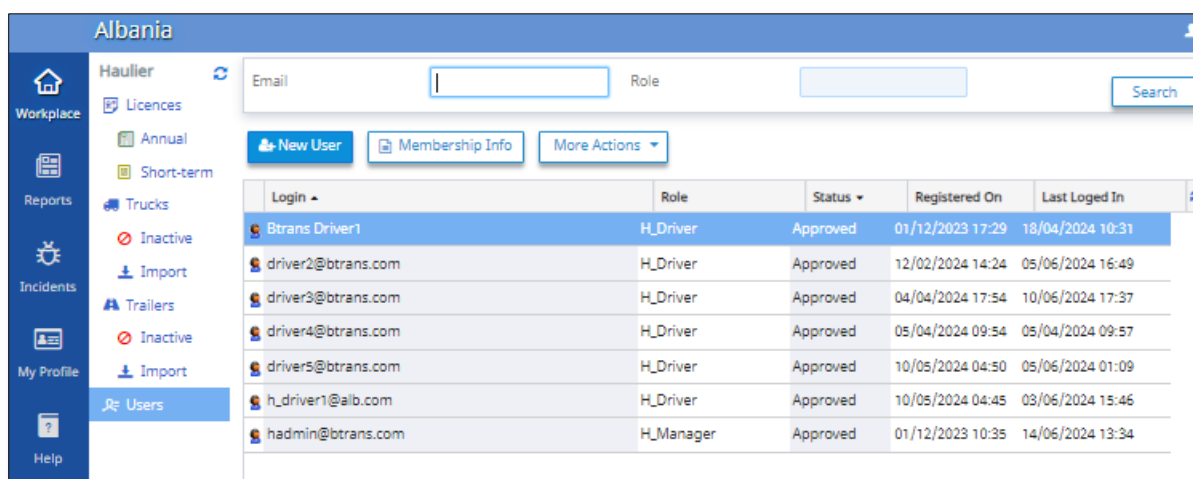 Albania
Workplace
Reports
Incidents
My Profile
Help
Haulier
Licences
Annual
Short-term
Trucks
Inactive
Import
Trailers
Inactive
Import
Users
Email Role Search
New User Membership Info More Actions
Login Role Status Registered On Last Loged In
Btrans Driver1 H_Driver Approved 01/12/2023 17:29 18/04/2024 10:31
driver2@btrans.com H_Driver Approved 12/02/2024 14:24 05/06/2024 16:49
driver3@btrans.com H_Driver Approved 04/04/2024 17:54 10/06/2024 17:37
driver4@btrans.com H_Driver Approved 05/04/2024 09:54 05/04/2024 09:57
driver5@btrans.com H_Driver Approved 10/05/2024 04:50 05/06/2024 01:09
h_driver1@alb.com H_Driver Approved 10/05/2024 04:45 03/06/2024 15:46
hadmin@btrans.com H_Manager Approved 01/12/2023 10:35 14/06/2024 13:34